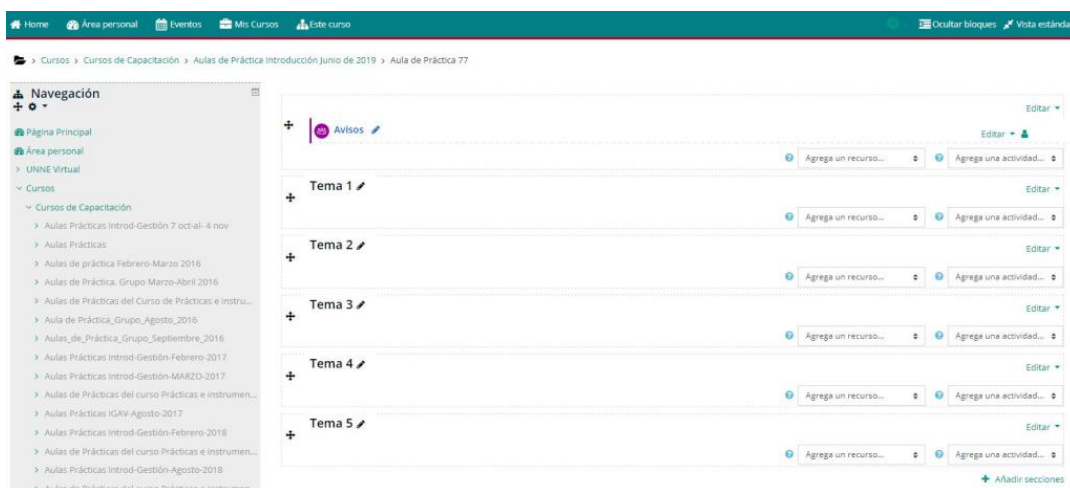 Home Área personal Eventos Mis Cursos Este curso Ocultar bloques Vista estánda
> Cursos > Cursos de Capacitación > Aulas de Práctica Introducción Junio de 2019 > Aula de Práctica 77
Navegación
Página Principal
Área personal
> UNNE Virtual
Cursos
Cursos de Capacitación
> Aulas Prácticas Introd-Gestión 7 oct-al- 4 nov
> Aulas Prácticas
> Aulas de práctica Febrero-Marzo 2016
> Aulas de Práctica. Grupo Marzo-Abril 2016
> Aulas de Prácticas del Curso de Prácticas e instru...
> Aula de Práctica_Grupo_Agosto_2016
> Aulas_de_Práctica_Grupo_Septiembre_2016
> Aulas Prácticas Introd-Gestión-Febrero-2017
> Aulas Prácticas Introd-Gestión-MARZO-2017
> Aulas de Prácticas del curso Prácticas e instrumen...
> Aulas Prácticas IGAV-Agosto-2017
> Aulas Prácticas Introd-Gestión-Febrero-2018
> Aulas de Prácticas del curso Prácticas e instrumen...
> Aulas Prácticas Introd-Gestión-Agosto-2018
Editar
Avisos
Editar
Agrega un recurso... Agrega una actividad...
Tema 1
Editar
Agrega un recurso... Agrega una actividad...
Tema 2
Editar
Agrega un recurso... Agrega una actividad...
Tema 3
Editar
Agrega un recurso... Agrega una actividad...
Tema 4
Editar
Agrega un recurso... Agrega una actividad...
Tema 5
Editar
Agrega un recurso... Agrega una actividad...
Añadir secciones